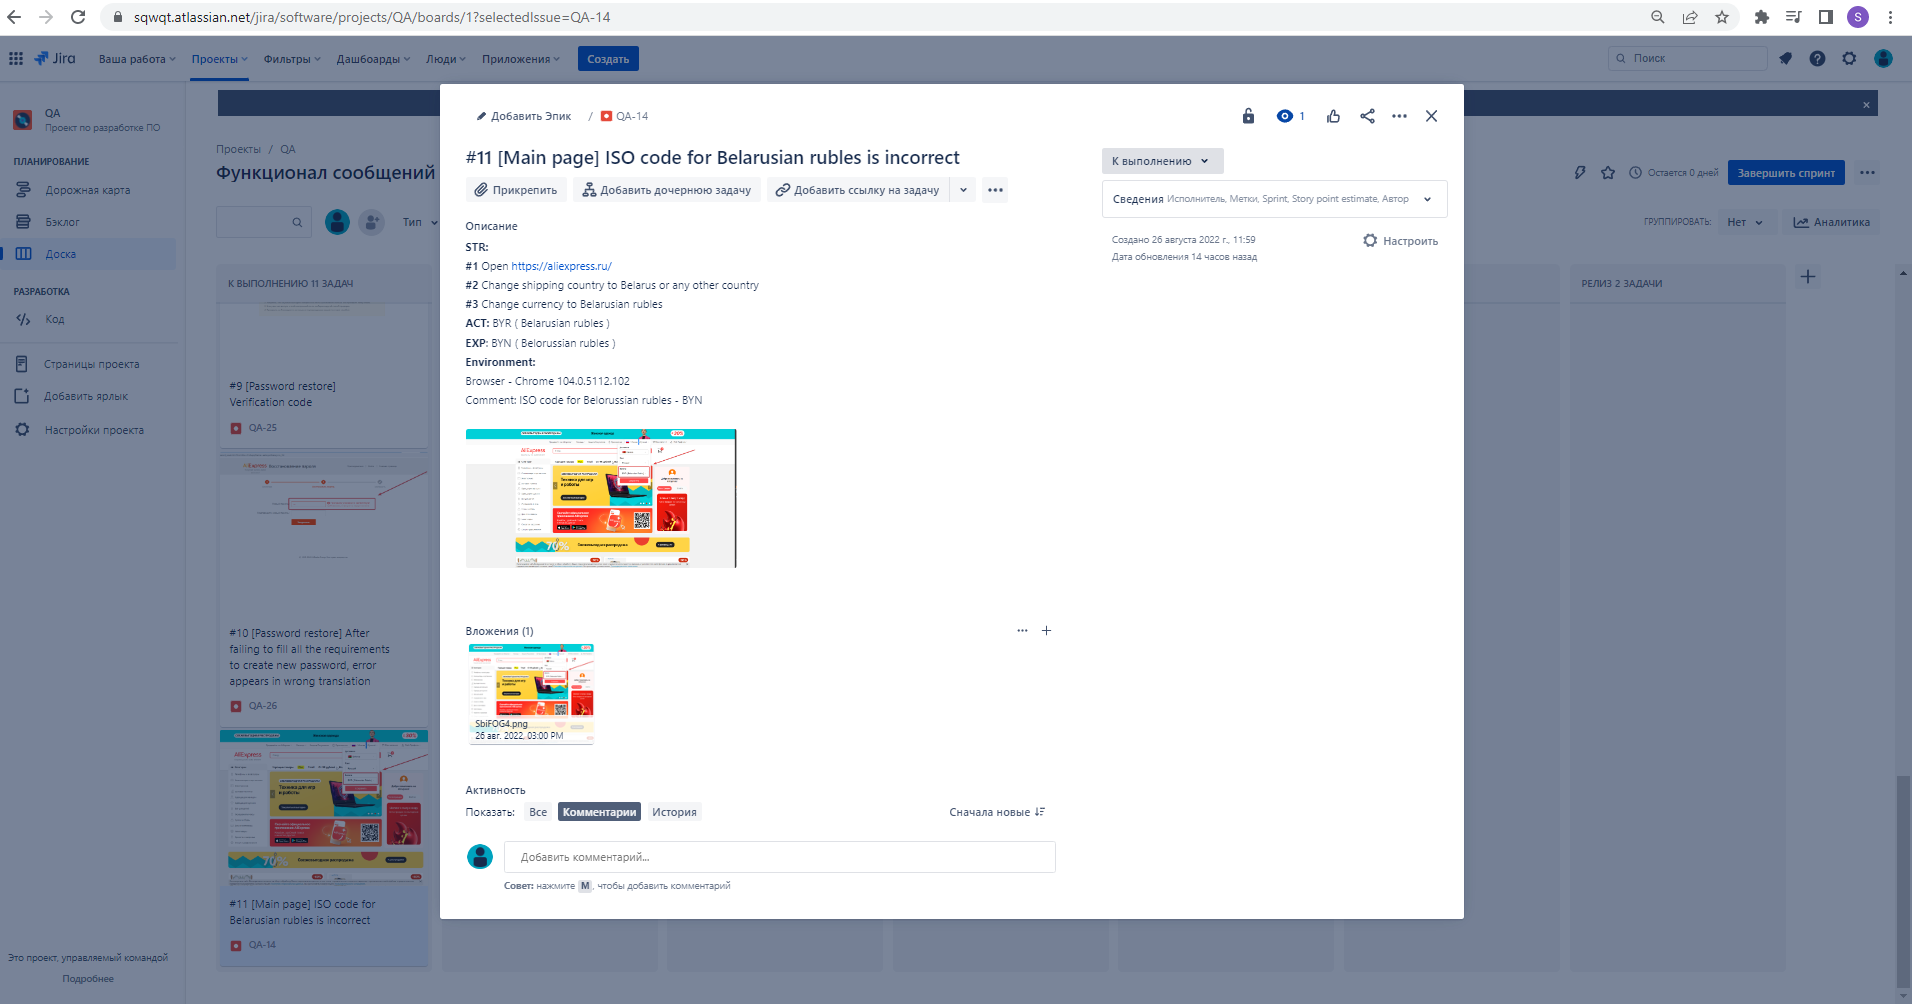 sqwqt.atlassian.net/jira/software/projects/QA/boards/1?selectedIssue=QA-14
S
Jira
Ваша работа
Проекты
Фильтры
Дашборды
Люди
Приложения
Создать
Поиск
QA
Проект по разработке ПО
ПЛАНИРОВАНИЕ
Дорожная карта
Бэклог
Доска
РАЗРАБОТКА
Код
Страницы проекта
Добавить ярлык
Настройки проекта
Это проект, управляемый командой
Подробнее
Проекты / QA
Функционал сообщений
Тип
К ВЫПОЛНЕНИЮ 11 ЗАДАЧ
#9 [Password restore]
Verification code
QA-25
#10 [Password restore] After
failing to fill all the requirements
to create new password, error
appears in wrong translation
QA-26
#11 [Main page] ISO code for
Belarusian rubles is incorrect
QA-14
Добавить Эпик / QA-14
1
#11 [Main page] ISO code for Belarusian rubles is incorrect
Прикрепить
Добавить дочернюю задачу
Добавить ссылку на задачу
Описание
STR:
#1 Open https://aliexpress.ru/
#2 Change shipping country to Belarus or any other country
#3 Change currency to Belarusian rubles
ACT: BYR ( Belarusian rubles )
EXP: BYN ( Belorussian rubles )
Environment:
Browser - Chrome 104.0.5112.102
Comment: ISO code for Belorussian rubles - BYN
Вложения (1)
SbiFOG4.png
26 авг. 2022, 03:00 PM
Активность
Показать:
Все
Комментарии
История
Сначала новые
Добавить комментарий...
Совет: нажмите M, чтобы добавить комментарий
К выполнению
Сведения Исполнитель, Метки, Sprint, Story point estimate, Автор
Создано 26 августа 2022 г., 11:59
Дата обновления 14 часов назад
Настроить
Остается 0 дней
Завершить спринт
ГРУППИРОВАТЬ:
Нет
Аналитика
РЕЛИЗ 2 ЗАДАЧИ